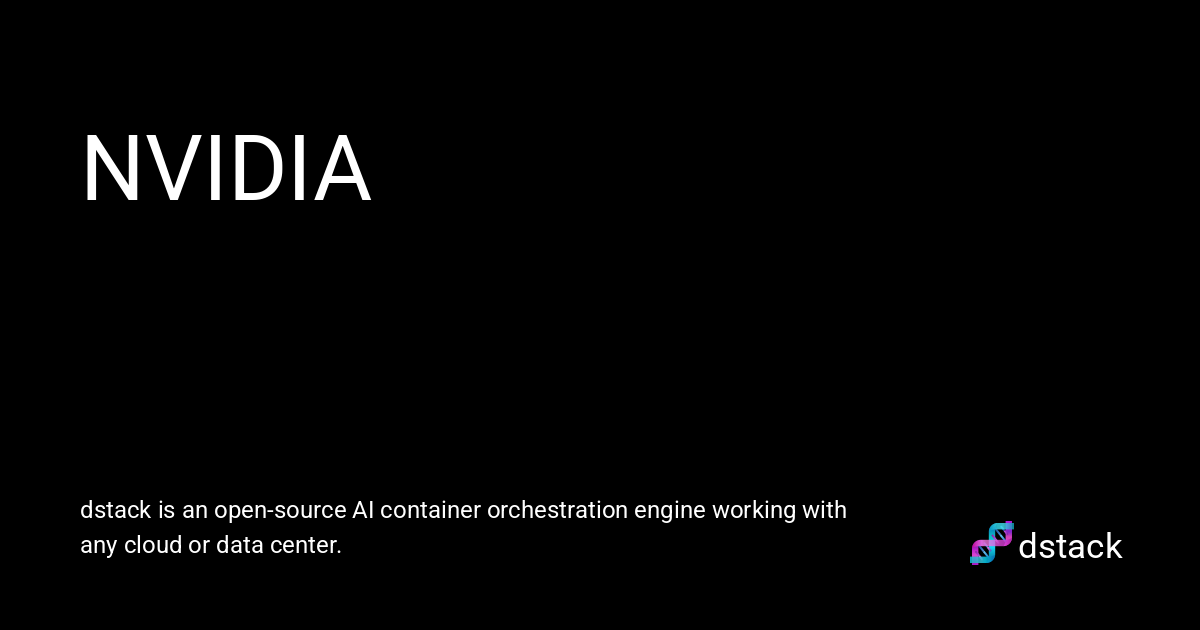 NVIDIA
dstack is an open-source AI container orchestration engine working with
any cloud or data center.
dstack